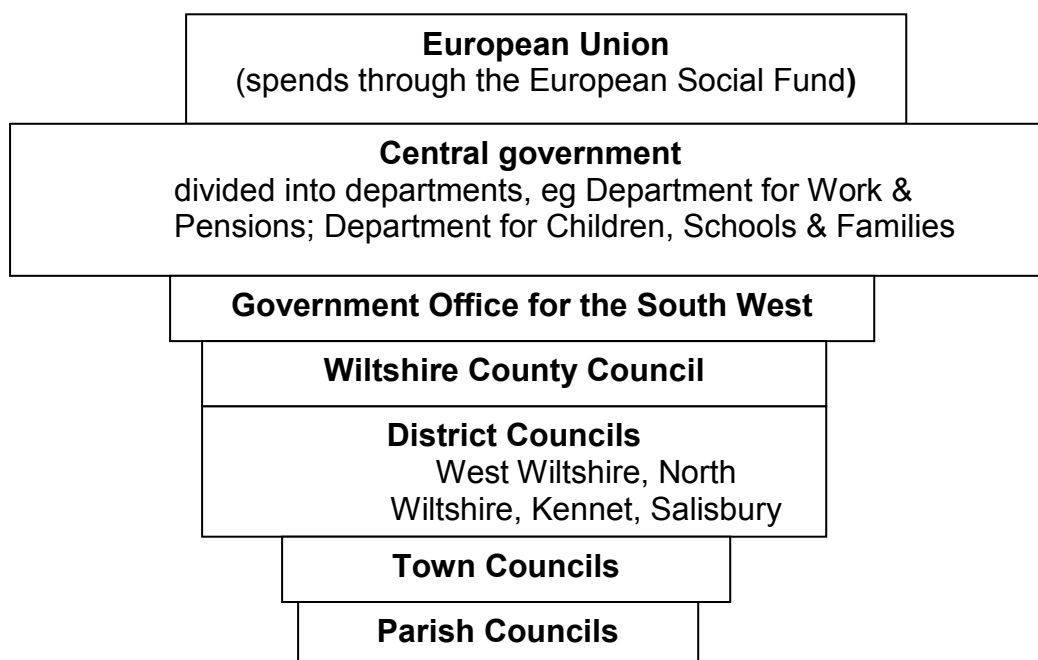 European Union
(spends through the European Social Fund)
Central government
divided into departments, eg Department for Work &
Pensions; Department for Children, Schools & Families
Government Office for the South West
Wiltshire County Council
District Councils
West Wiltshire, North
Wiltshire, Kennet, Salisbury
Town Councils
Parish Councils